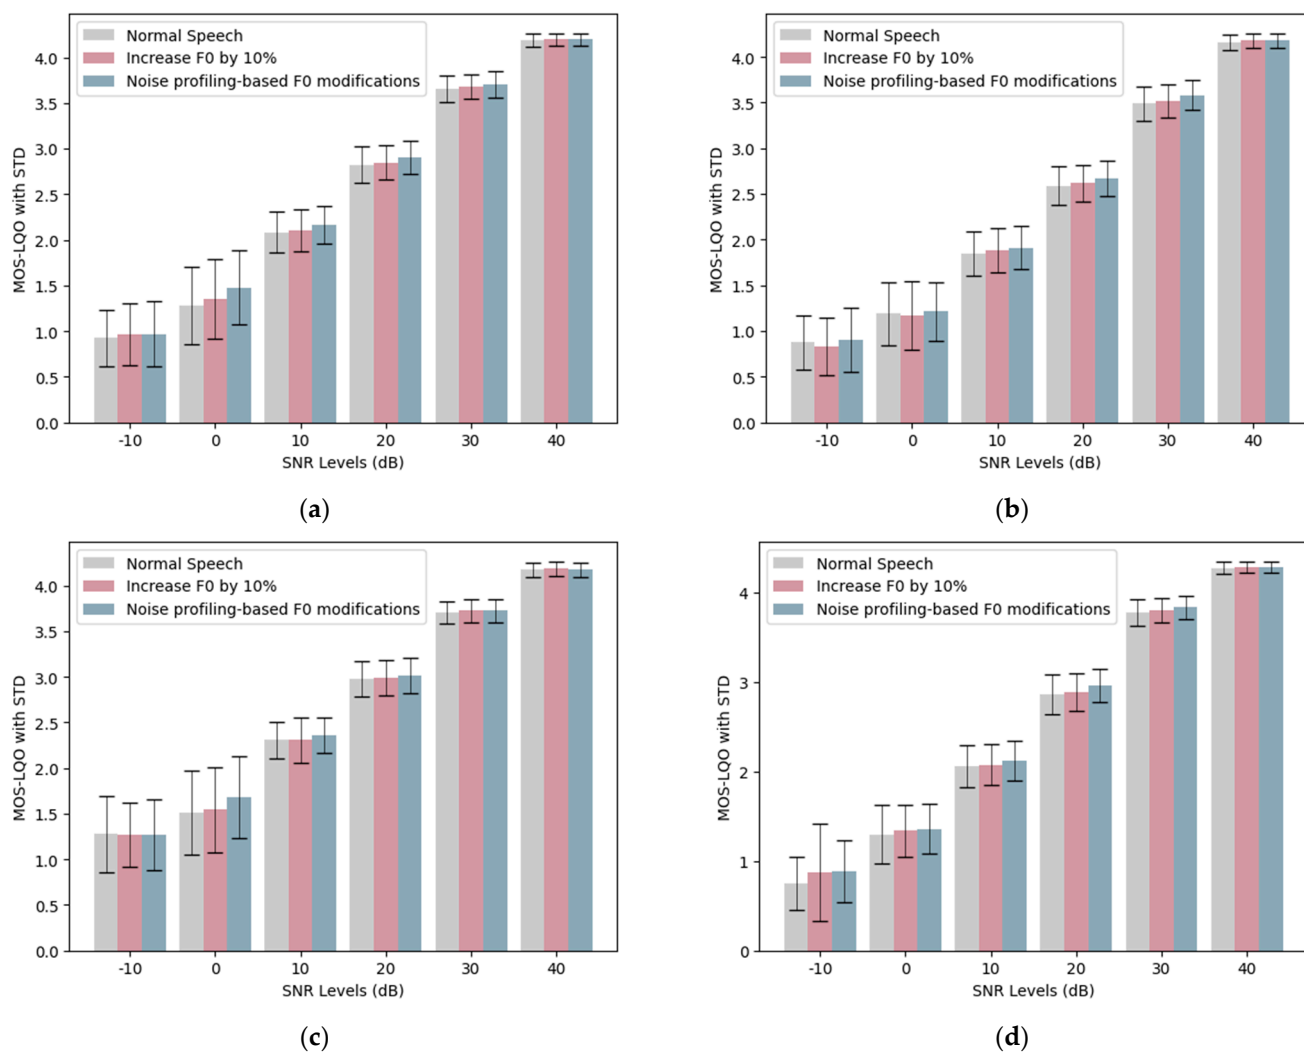 Normal Speech
Increase F0 by 10%
Noise profiling-based F0 modifications
MOS-LQO with STD
4.0
3.5
3.0
2.5
2.0
1.5
1.0
0.5
0.0
-10 0 10 20 30 40
SNR Levels (dB)
(a)
Normal Speech
Increase F0 by 10%
Noise profiling-based F0 modifications
MOS-LQO with STD
4.0
3.5
3.0
2.5
2.0
1.5
1.0
0.5
0.0
-10 0 10 20 30 40
SNR Levels (dB)
(b)
Normal Speech
Increase F0 by 10%
Noise profiling-based F0 modifications
MOS-LQO with STD
4.0
3.5
3.0
2.5
2.0
1.5
1.0
0.5
0.0
-10 0 10 20 30 40
SNR Levels (dB)
(c)
Normal Speech
Increase F0 by 10%
Noise profiling-based F0 modifications
MOS-LQO with STD
4
3
2
1
0
-10 0 10 20 30 40
SNR Levels (dB)
(d)